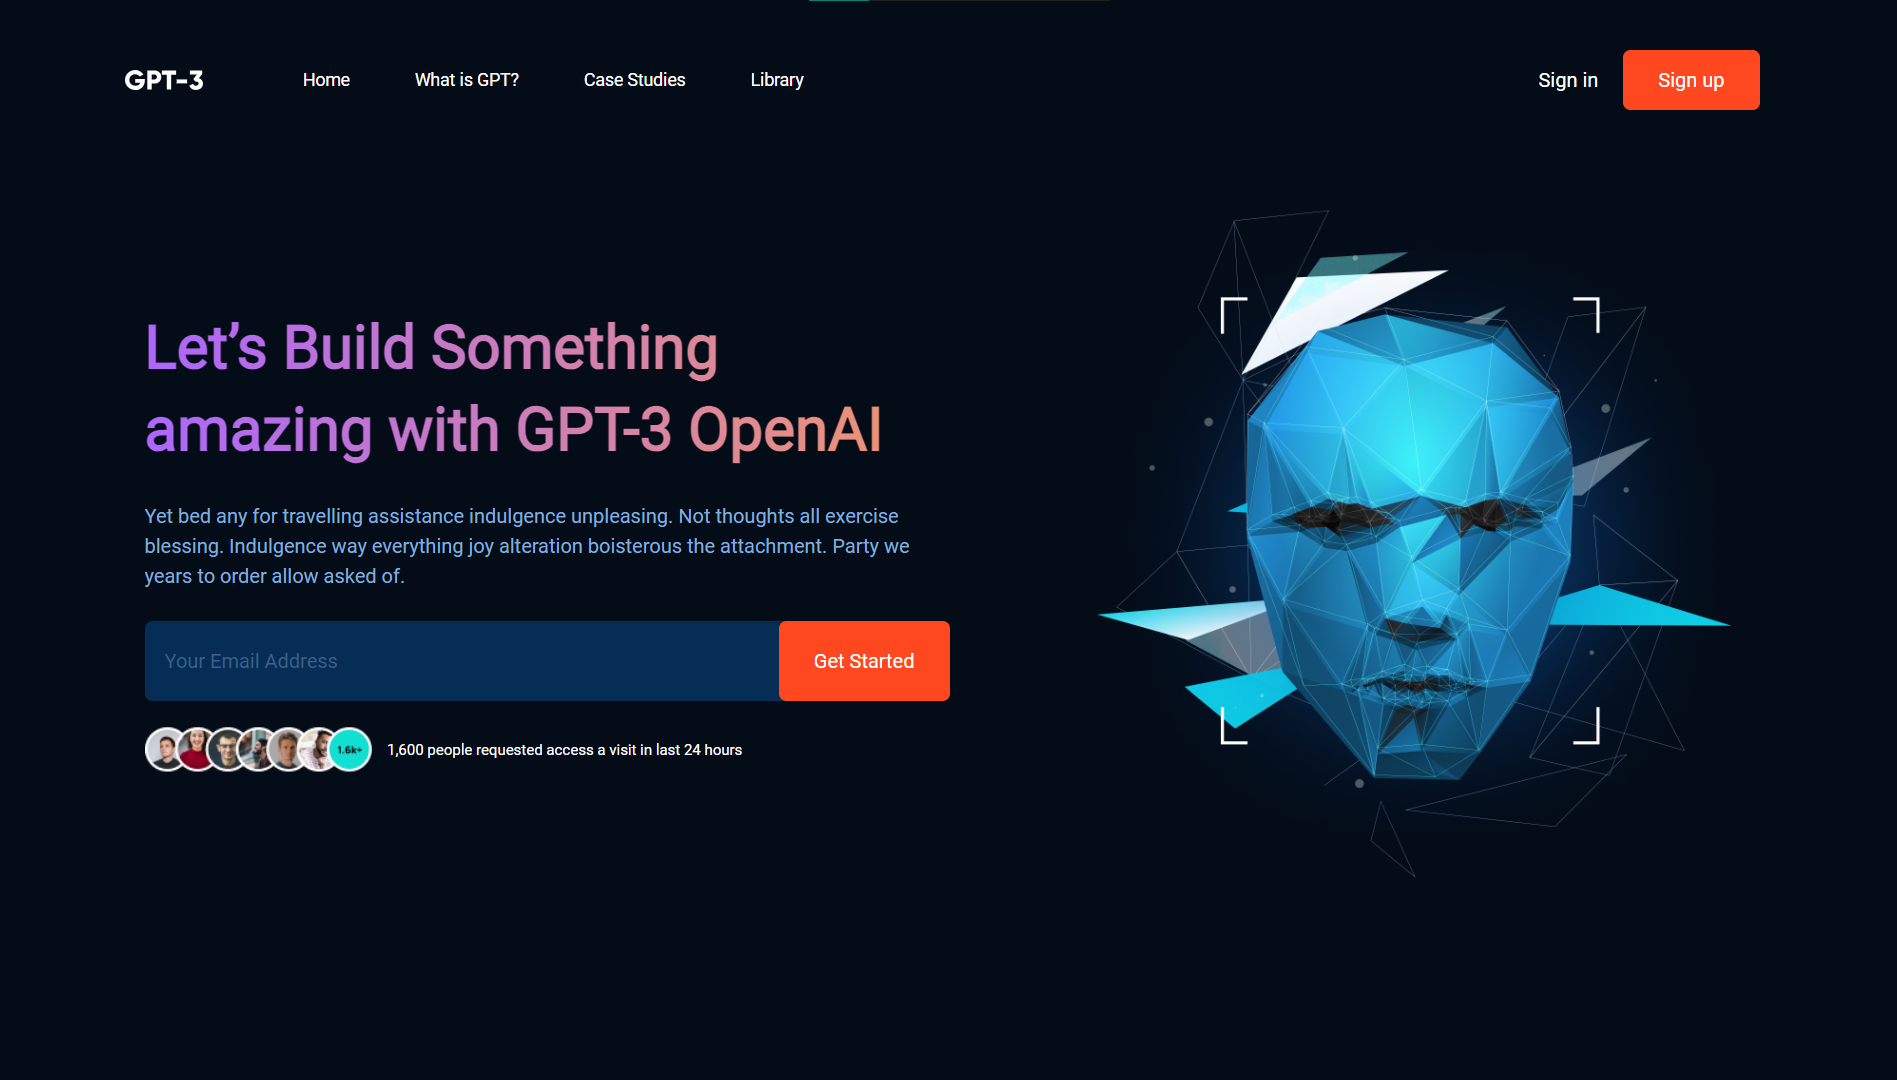 GPT-3
Home
What is GPT?
Case Studies
Library
Sign in
Sign up
Let’s Build Something
amazing with GPT-3 OpenAI
Yet bed any for travelling assistance indulgence unpleasing. Not thoughts all exercise
blessing. Indulgence way everything joy alteration boisterous the attachment. Party we
years to order allow asked of.
Your Email Address
Get Started
1.6k+
1,600 people requested access a visit in last 24 hours